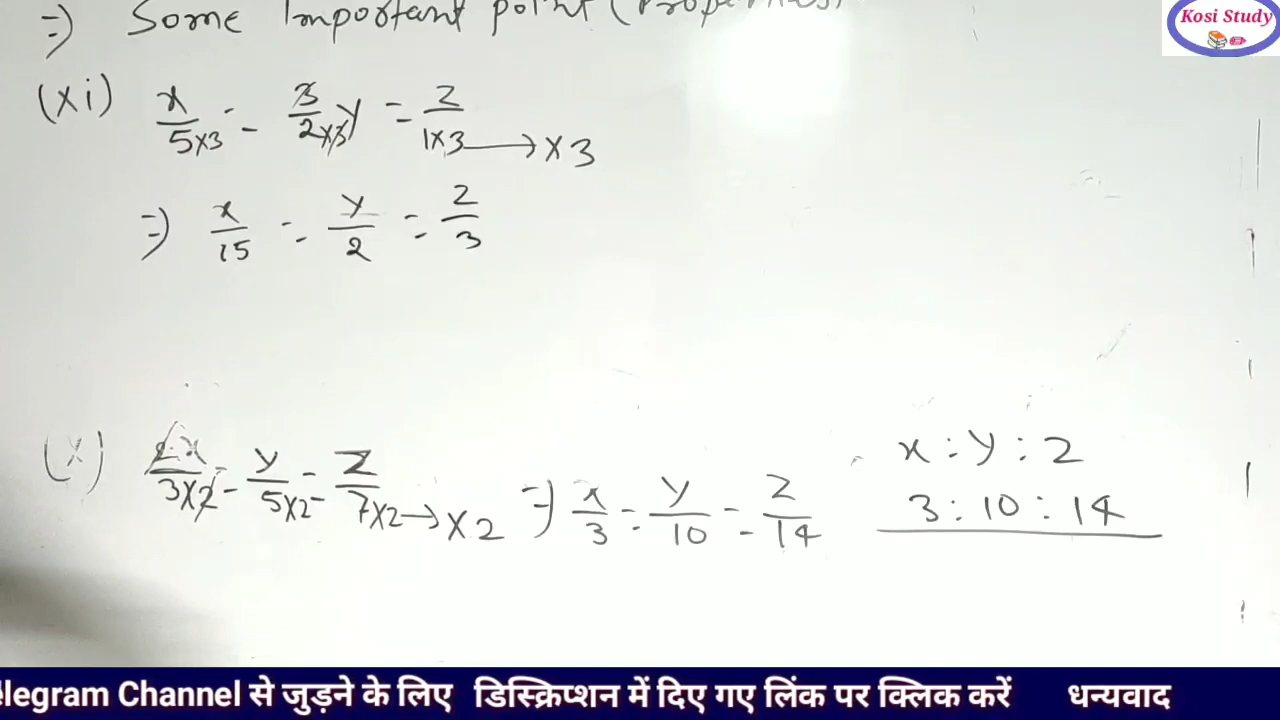 =) Some Important point (Properties)
Kosi Study
(xi) x/5×3 = 3/2×3 y = z/1×3 → ×3
=) x/15 = y/2 = z/3
(x) 2x/3×2 = y/5×2 = z/7×2 → ×2 =) x/3 = y/10 = z/14
x : y : z
3 : 10 : 14
elegram Channel से जुड़ने के लिए डिस्क्रिप्शन में दिए गए लिंक पर क्लिक करें धन्यवाद